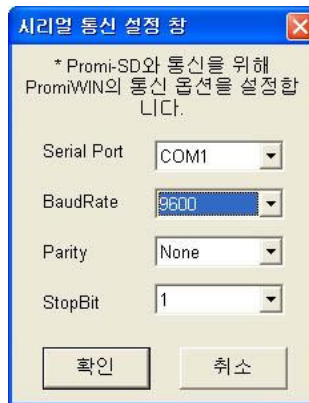 시리얼 통신 설정 창
* Promi-SD와 통신을 위해
PromiWIN의 통신 옵션을 설정합
니다.
Serial Port COM1
BaudRate 9600
Parity None
StopBit 1
확인 취소